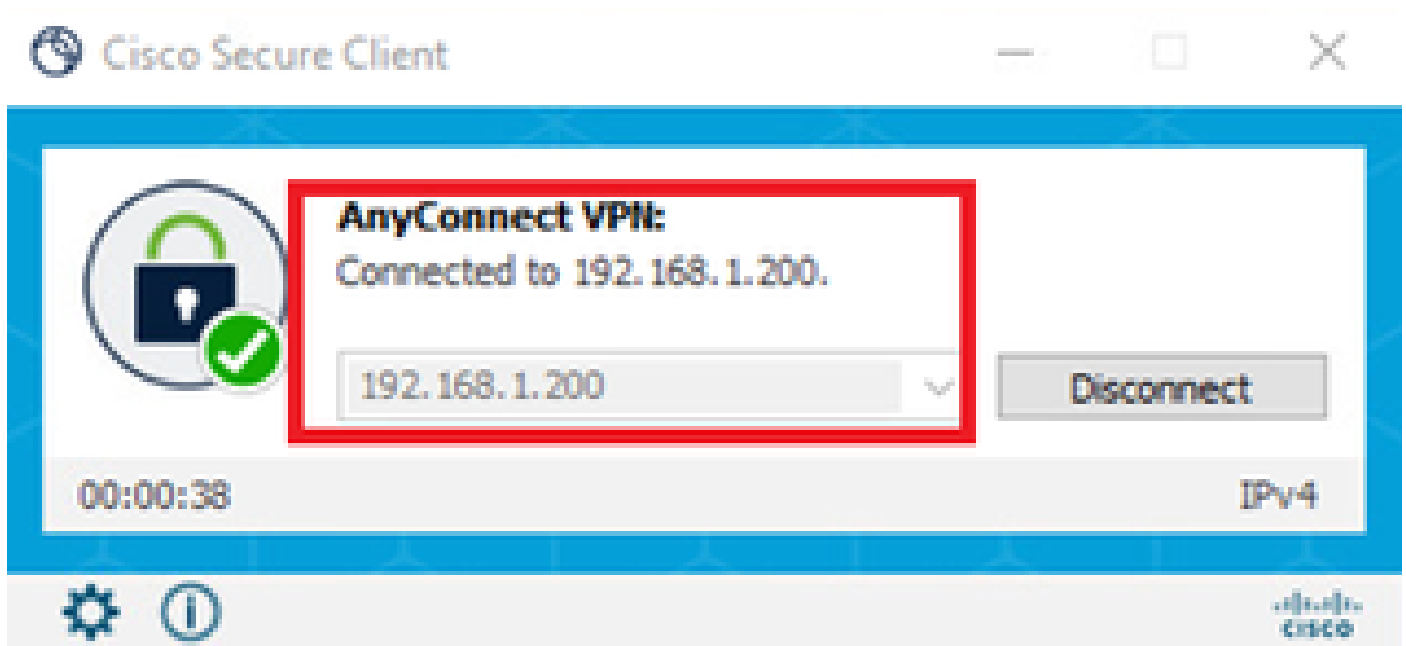 Cisco Secure Client
AnyConnect VPN:
Connected to 192.168.1.200.
192.168.1.200
Disconnect
00:00:38
IPv4
CISCO